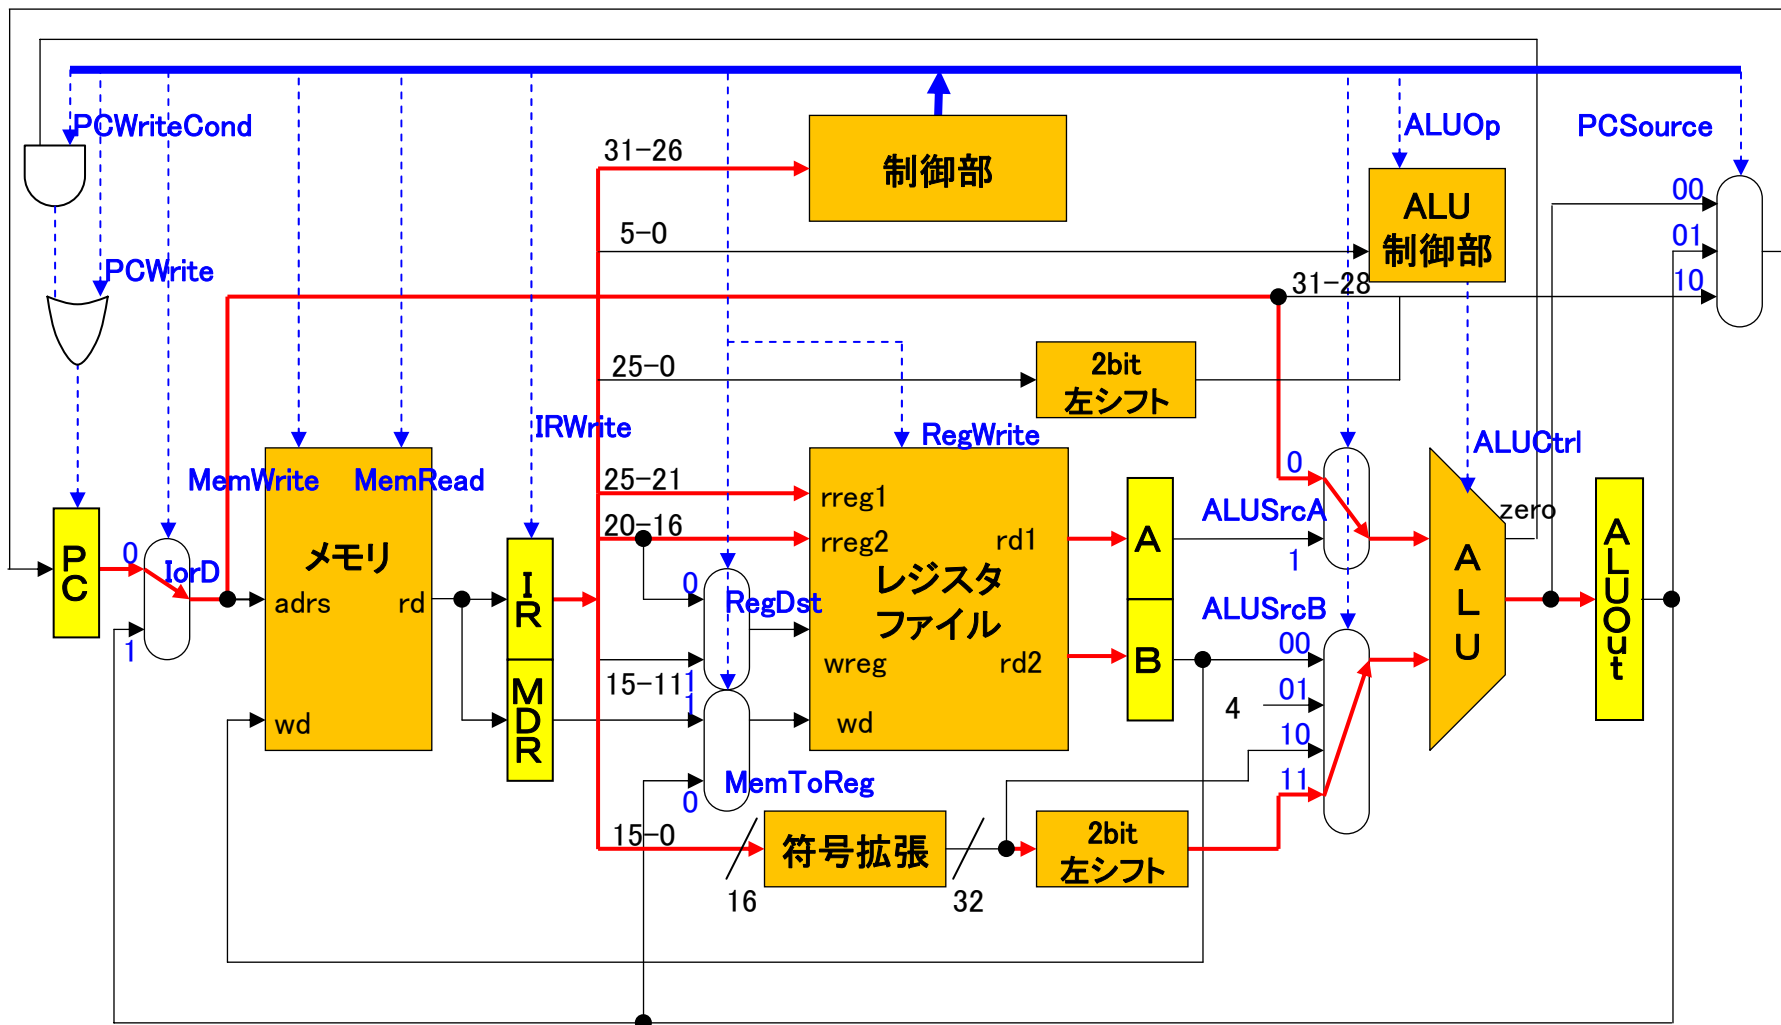 PCWriteCond
ALUOp
PCSource
31-26
制御部
00
ALU
制御部
5-0
01
PCWrite
10
31-28
25-0
2bit
左シフト
IRWrite
RegWrite
ALUCtrl
MemWrite
MemRead
25-21
rreg1
0
20-16
rreg2
rd1
A
ALUSrcA
zero
PC
0
IorD
メモリ
IR
1
adrs
rd
0
RegDst
レジスタ
ファイル
ALUSrcB
ALU
ALUOut
1
00
wreg
rd2
B
15-11
1
1
01
4
MDR
wd
wd
10
11
MemToReg
0
15-0
符号拡張
2bit
左シフト
16
32